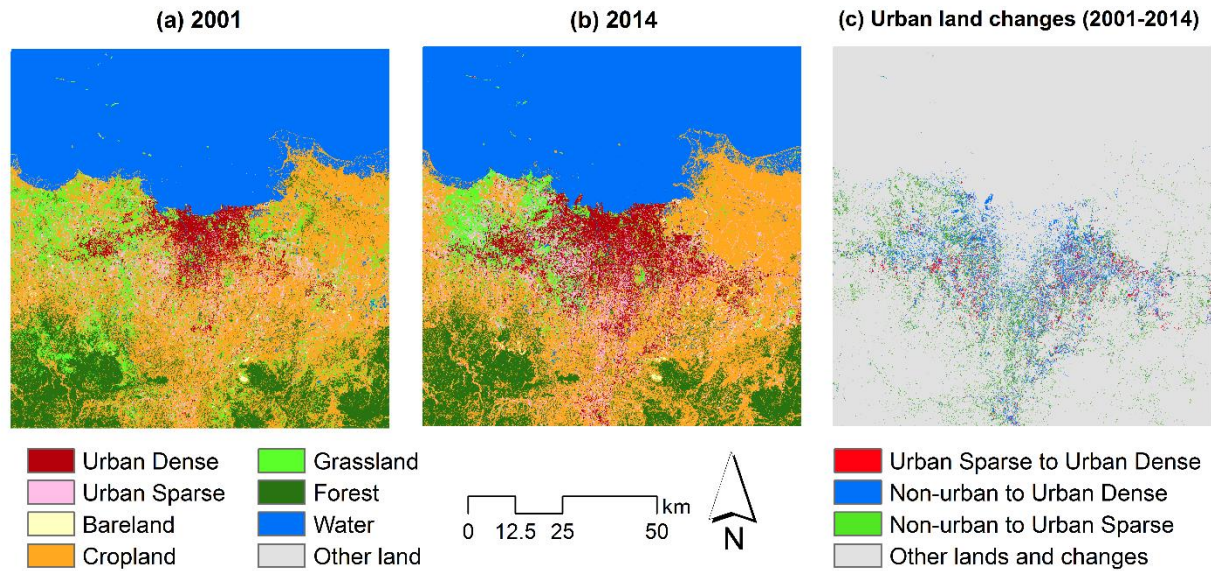 (a) 2001
(b) 2014
(c) Urban land changes (2001-2014)
Urban Dense
Urban Sparse
Bareland
Cropland
Grassland
Forest
Water
Other land
km
0 12.5 25 50
N
Urban Sparse to Urban Dense
Non-urban to Urban Dense
Non-urban to Urban Sparse
Other lands and changes